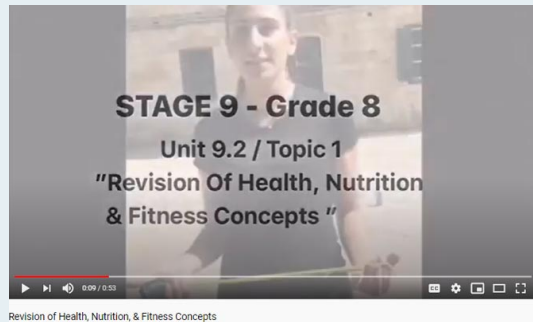 STAGE 9 - Grade 8
Unit 9.2 / Topic 1
"Revision Of Health, Nutrition
& Fitness Concepts "
0:09 / 0:53
CC
Revision of Health, Nutrition, & Fitness Concepts